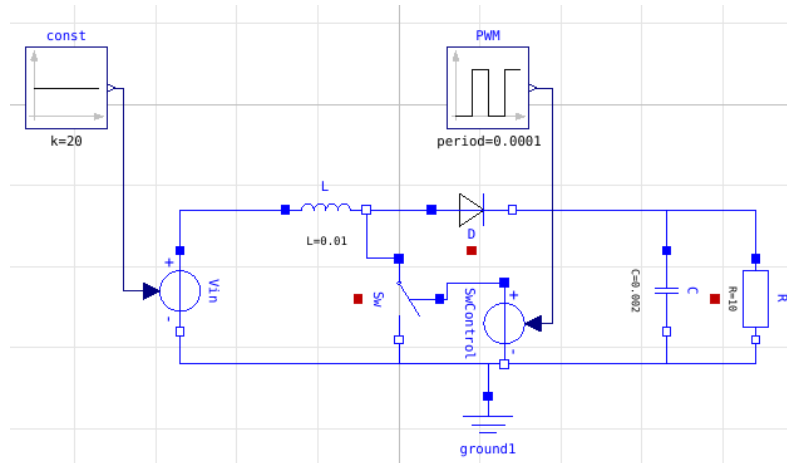 const
PWM
k=20
period=0.0001
L
L=0.01
D
Vin
+
-
Sw
SwControl
+
-
C=0.002
C
R=10
R
ground1